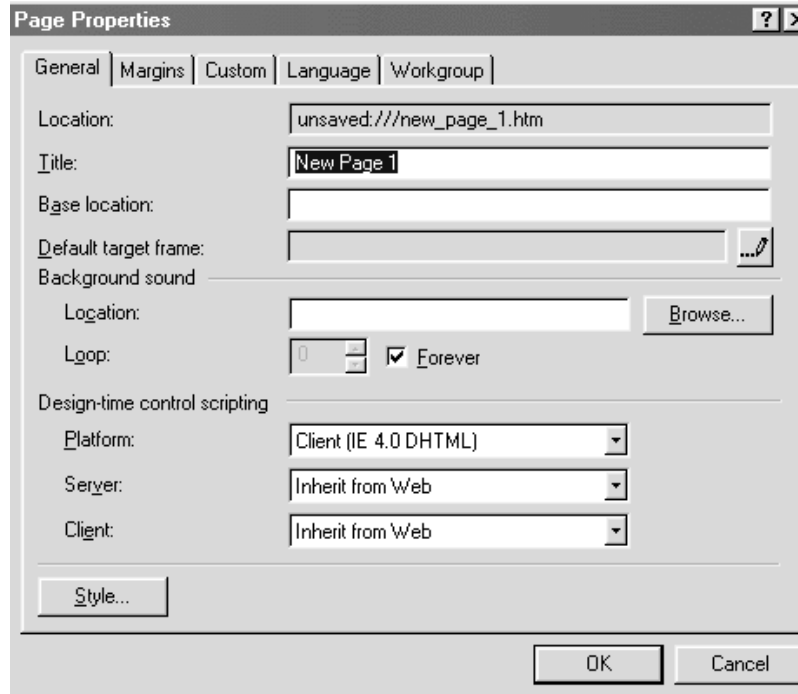 Page Properties ? X
General Margins Custom Language Workgroup
Location: unsaved:///new_page_1.htm
Title: New Page 1
Base location:
Default target frame: ...
Background sound
Location: Browse...
Loop: 0 Forever
Design-time control scripting
Platform: Client (IE 4.0 DHTML)
Server: Inherit from Web
Client: Inherit from Web
Style...
OK Cancel